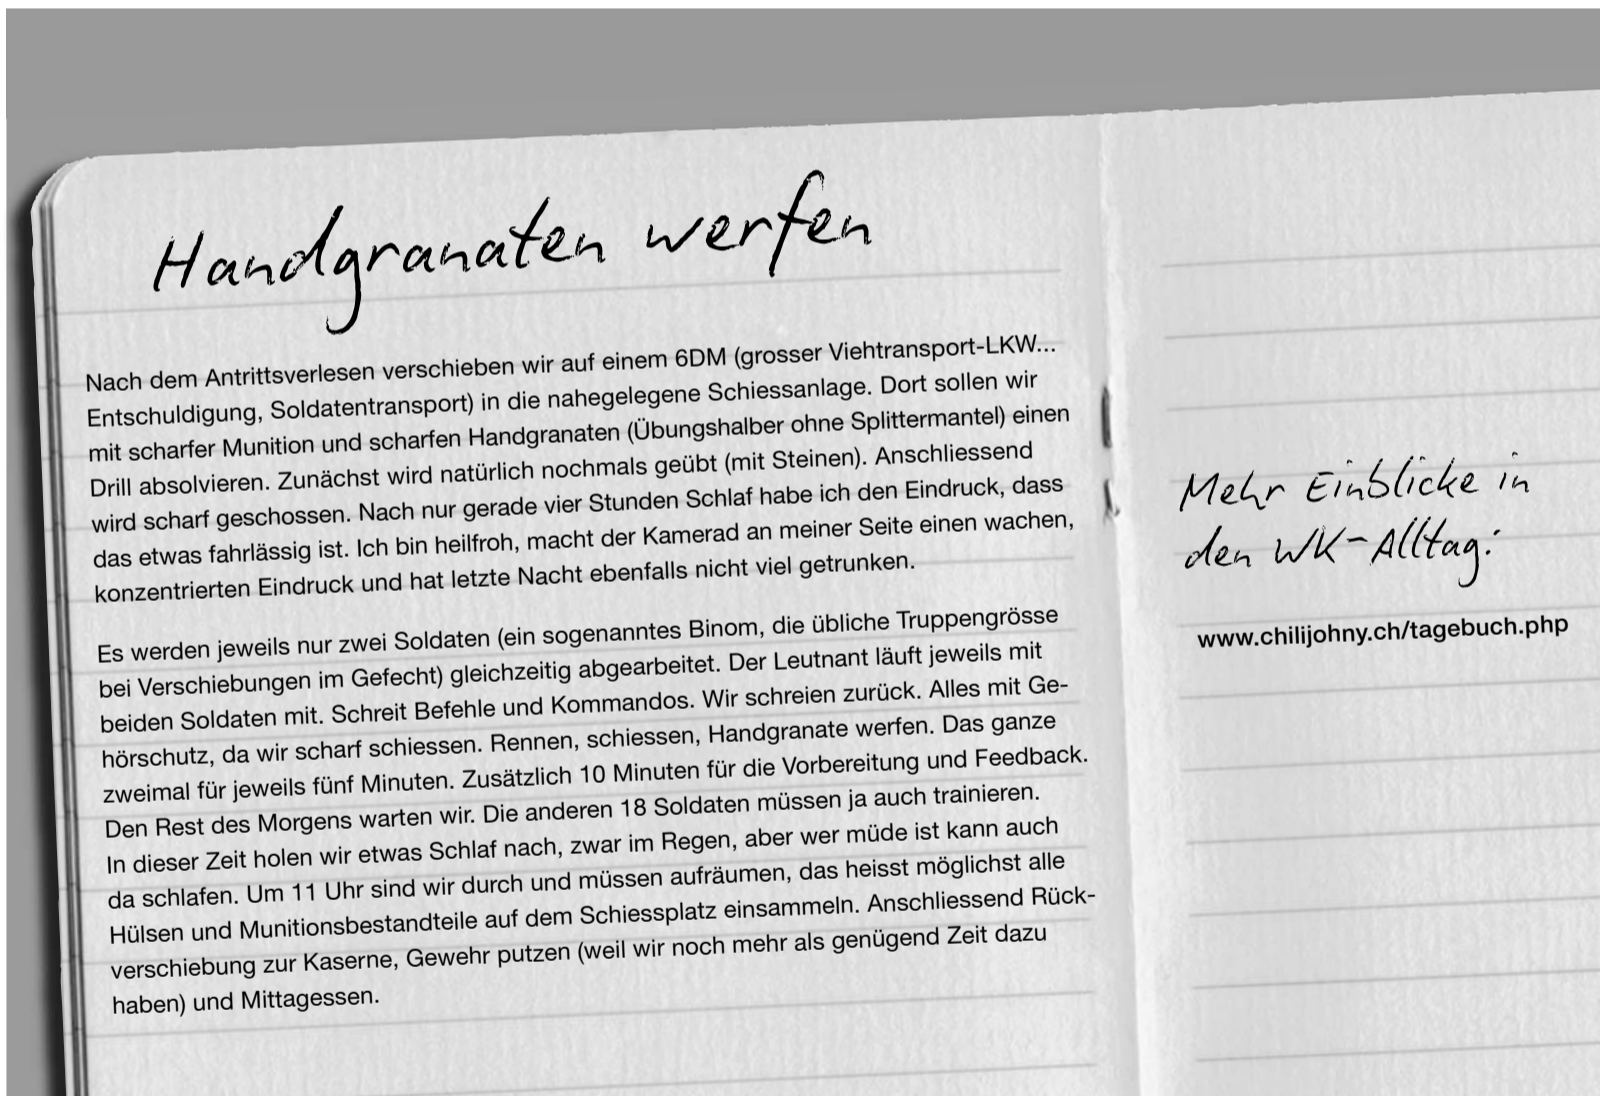 Handgranaten werfen
Nach dem Antrittsverlesen verschieben wir auf einem 6DM (grosser Viehtransport-LKW...
Entschuldigung, Soldatentransport) in die nahegelegene Schiessanlage. Dort sollen wir
mit scharfer Munition und scharfen Handgranaten (Übungshalber ohne Splittermantel) einen
Drill absolvieren. Zunächst wird natürlich nochmals geübt (mit Steinen). Anschliessend
wird scharf geschossen. Nach nur gerade vier Stunden Schlaf habe ich den Eindruck, dass
das etwas fahrlässig ist. Ich bin heilfroh, macht der Kamerad an meiner Seite einen wachen,
konzentrierten Eindruck und hat letzte Nacht ebenfalls nicht viel getrunken.
Es werden jeweils nur zwei Soldaten (ein sogenanntes Binom, die übliche Truppengrösse
bei Verschiebungen im Gefecht) gleichzeitig abgearbeitet. Der Leutnant läuft jeweils mit
beiden Soldaten mit. Schreit Befehle und Kommandos. Wir schreien zurück. Alles mit Ge-
hörschutz, da wir scharf schiessen. Rennen, schiessen, Handgranate werfen. Das ganze
zweimal für jeweils fünf Minuten. Zusätzlich 10 Minuten für die Vorbereitung und Feedback.
Den Rest des Morgens warten wir. Die anderen 18 Soldaten müssen ja auch trainieren.
In dieser Zeit holen wir etwas Schlaf nach, zwar im Regen, aber wer müde ist kann auch
da schlafen. Um 11 Uhr sind wir durch und müssen aufräumen, das heisst möglichst alle
Hülsen und Munitionsbestandteile auf dem Schiessplatz einsammeln. Anschliessend Rück-
verschiebung zur Kaserne, Gewehr putzen (weil wir noch mehr als genügend Zeit dazu
haben) und Mittagessen.
Mehr Einblicke in
den WK-Alltag:
www.chilijohny.ch/tagebuch.php